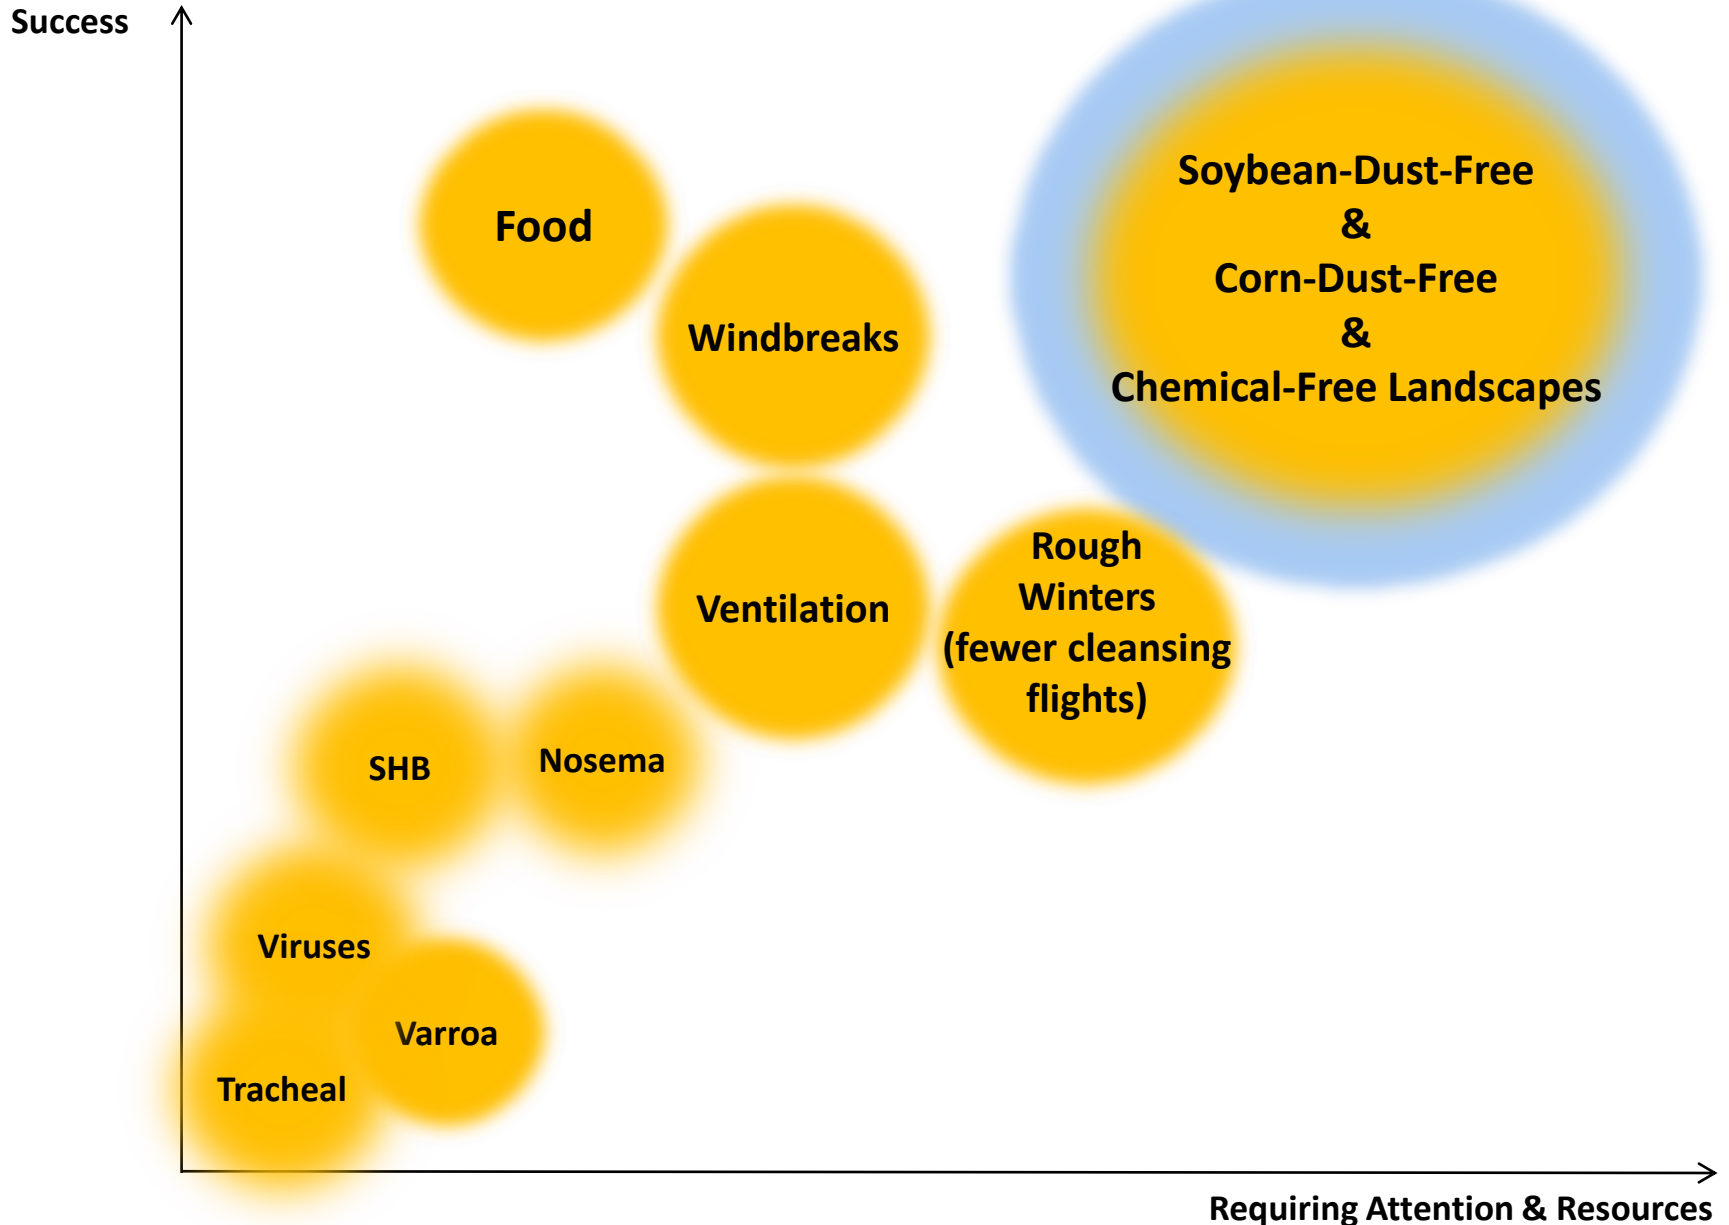 Success
Food
Windbreaks
Soybean-Dust-Free
&
Corn-Dust-Free
&
Chemical-Free Landscapes
Ventilation
Rough
Winters
(fewer cleansing
flights)
SHB
Nosema
Viruses
Varroa
Tracheal
Requiring Attention & Resources